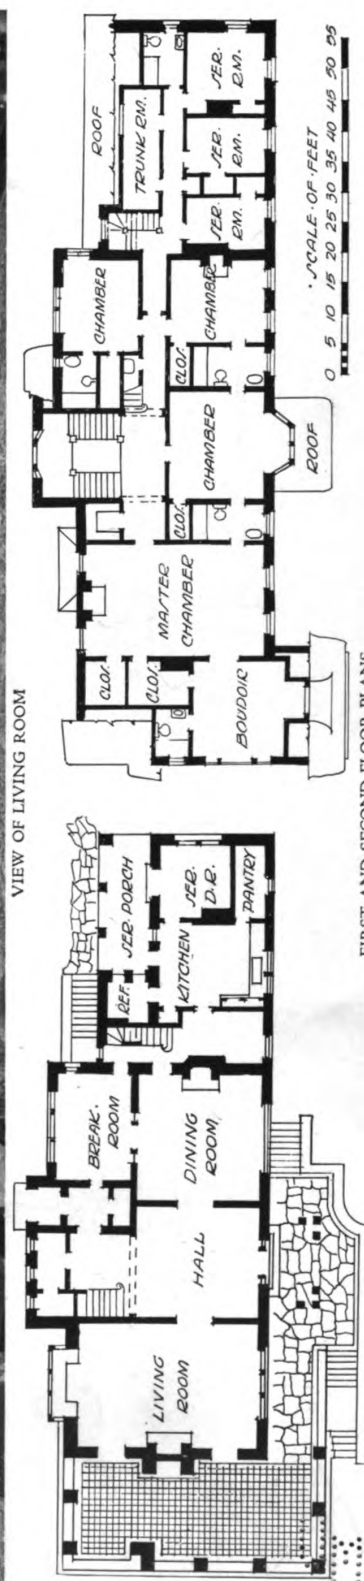 VIEW OF LIVING ROOM
ROOF
TRUNK RM.
SER. RM.
SER. RM.
SER. RM.
CHAMBER
CHAMBER
CLOS.
CHAMBER
CLOS.
ROOF
MASTER CHAMBER
CLOS.
CLOS.
BOUDOIR
· SCALE · OF · FEET
0 5 10 15 20 25 30 35 40 45 50 55
SER. PORCH
REF.
SER. D.R.
KITCHEN
PANTRY
BREAK. ROOM
DINING ROOM
HALL
LIVING ROOM
FIRST AND SECOND FLOOR PLANS